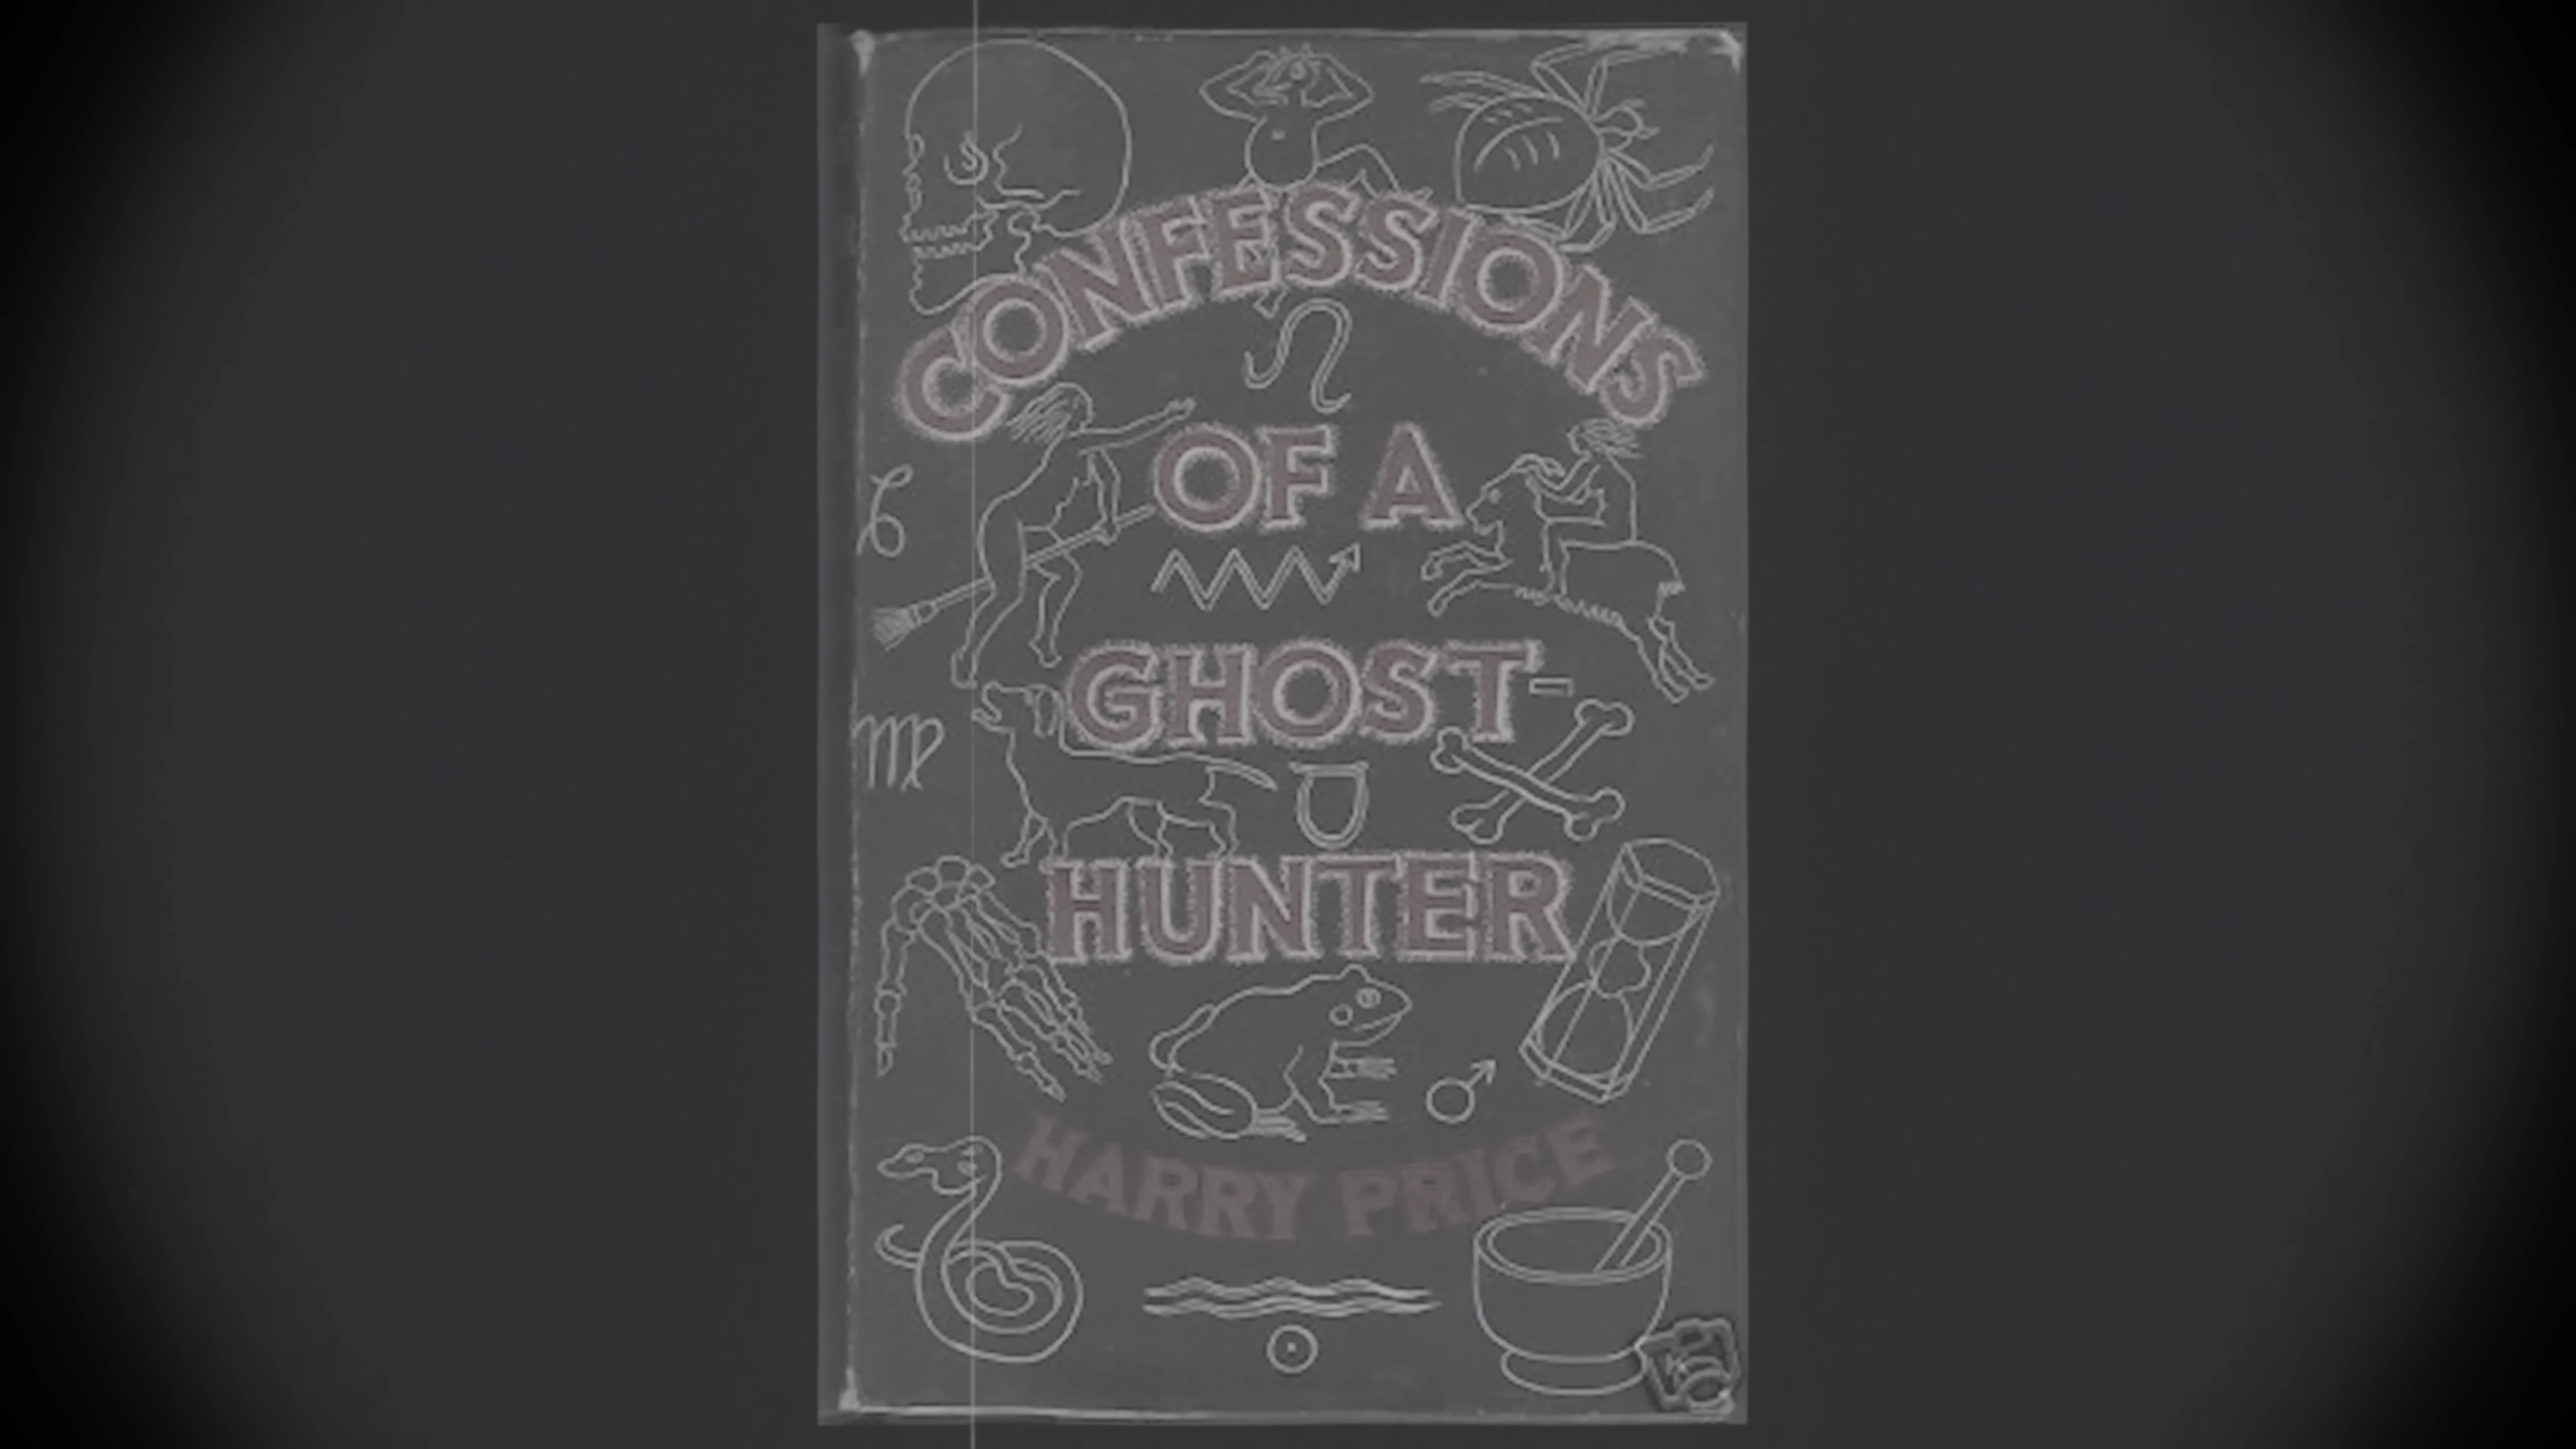 CONFESSIONS
OF A
GHOST-
HUNTER
HARRY PRICE